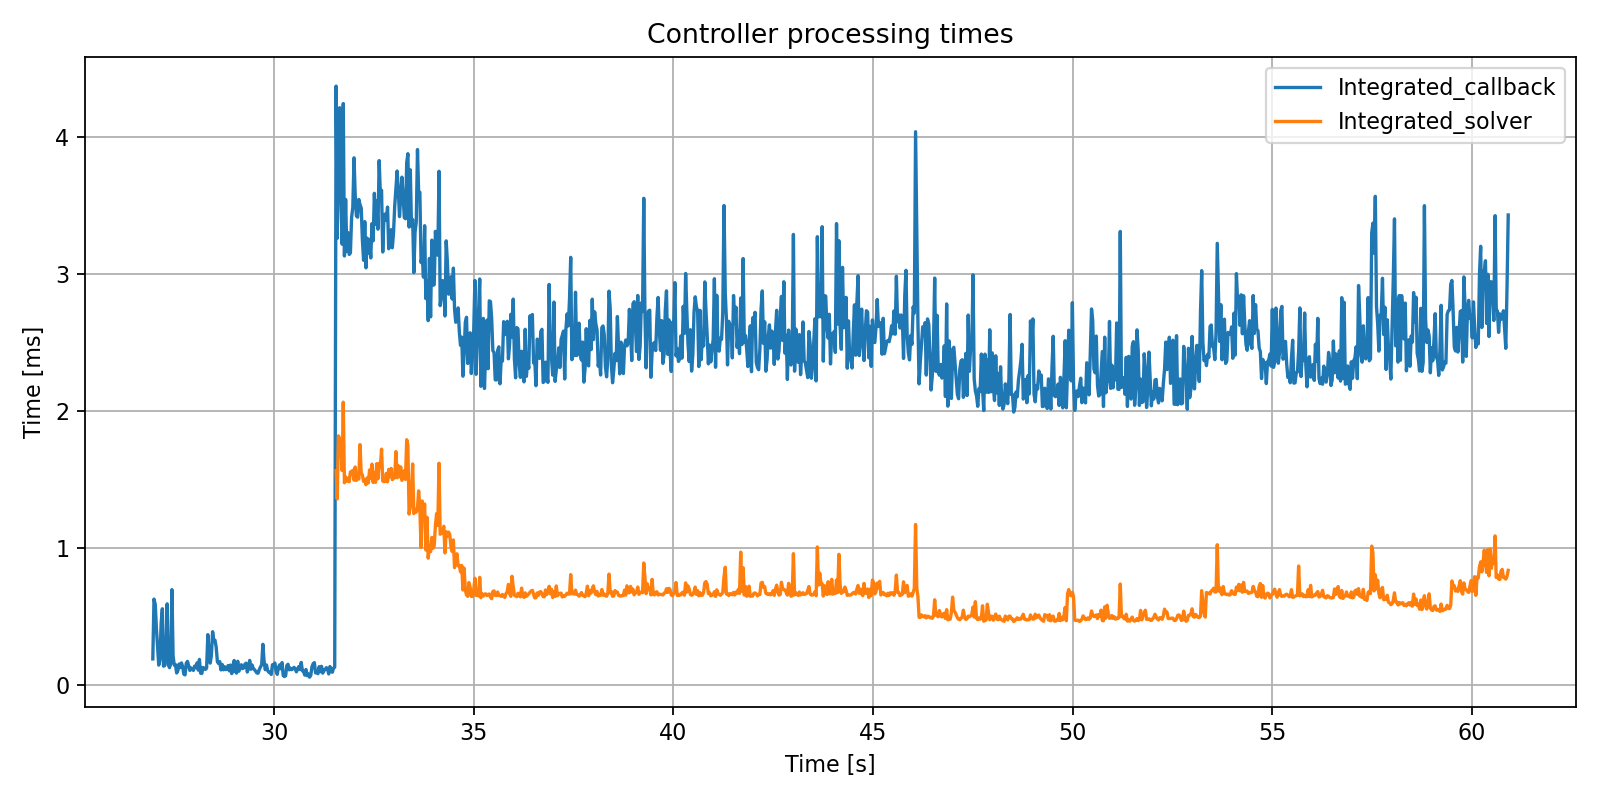 Controller processing times
Integrated_callback
Integrated_solver
Time [ms]
4
3
2
1
0
30 35 40 45 50 55 60
Time [s]